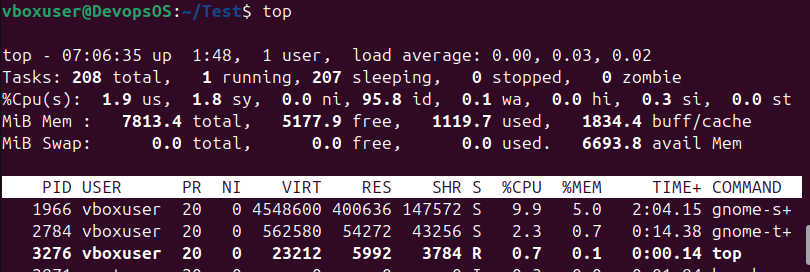 vboxuser@DevopsOS:~/Test$ top
top - 07:06:35 up  1:48,  1 user,  load average: 0.00, 0.03, 0.02
Tasks: 208 total,   1 running, 207 sleeping,   0 stopped,   0 zombie
%Cpu(s):  1.9 us,  1.8 sy,  0.0 ni, 95.8 id,  0.1 wa,  0.0 hi,  0.3 si,  0.0 st
MiB Mem :   7813.4 total,   5177.9 free,   1119.7 used,   1834.4 buff/cache
MiB Swap:      0.0 total,      0.0 free,      0.0 used.   6693.8 avail Mem
PID USER      PR  NI    VIRT    RES    SHR S  %CPU  %MEM     TIME+ COMMAND
1966 vboxuser  20   0 4548600 400636 147572 S   9.9   5.0   2:04.15 gnome-s+
2784 vboxuser  20   0  562580  54272  43256 S   2.3   0.7   0:14.38 gnome-t+
3276 vboxuser  20   0   23212   5992   3784 R   0.7   0.1   0:00.14 top